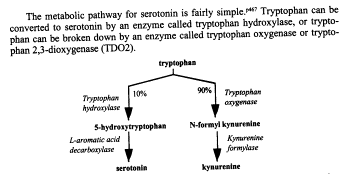 The metabolic pathway for serotonin is fairly simple.p467 Tryptophan can be
converted to serotonin by an enzyme called tryptophan hydroxylase, or trypto-
phan can be broken down by an enzyme called tryptophan oxygenase or trypto-
phan 2,3-dioxygenase (TDO2).
tryptophan
Tryptophan hydroxylase
10%
90%
Tryptophan oxygenase
5-hydroxytryptophan
N-formyl kynurenine
L-aromatic acid decarboxylase
Kynurenine formylase
serotonin
kynurenine